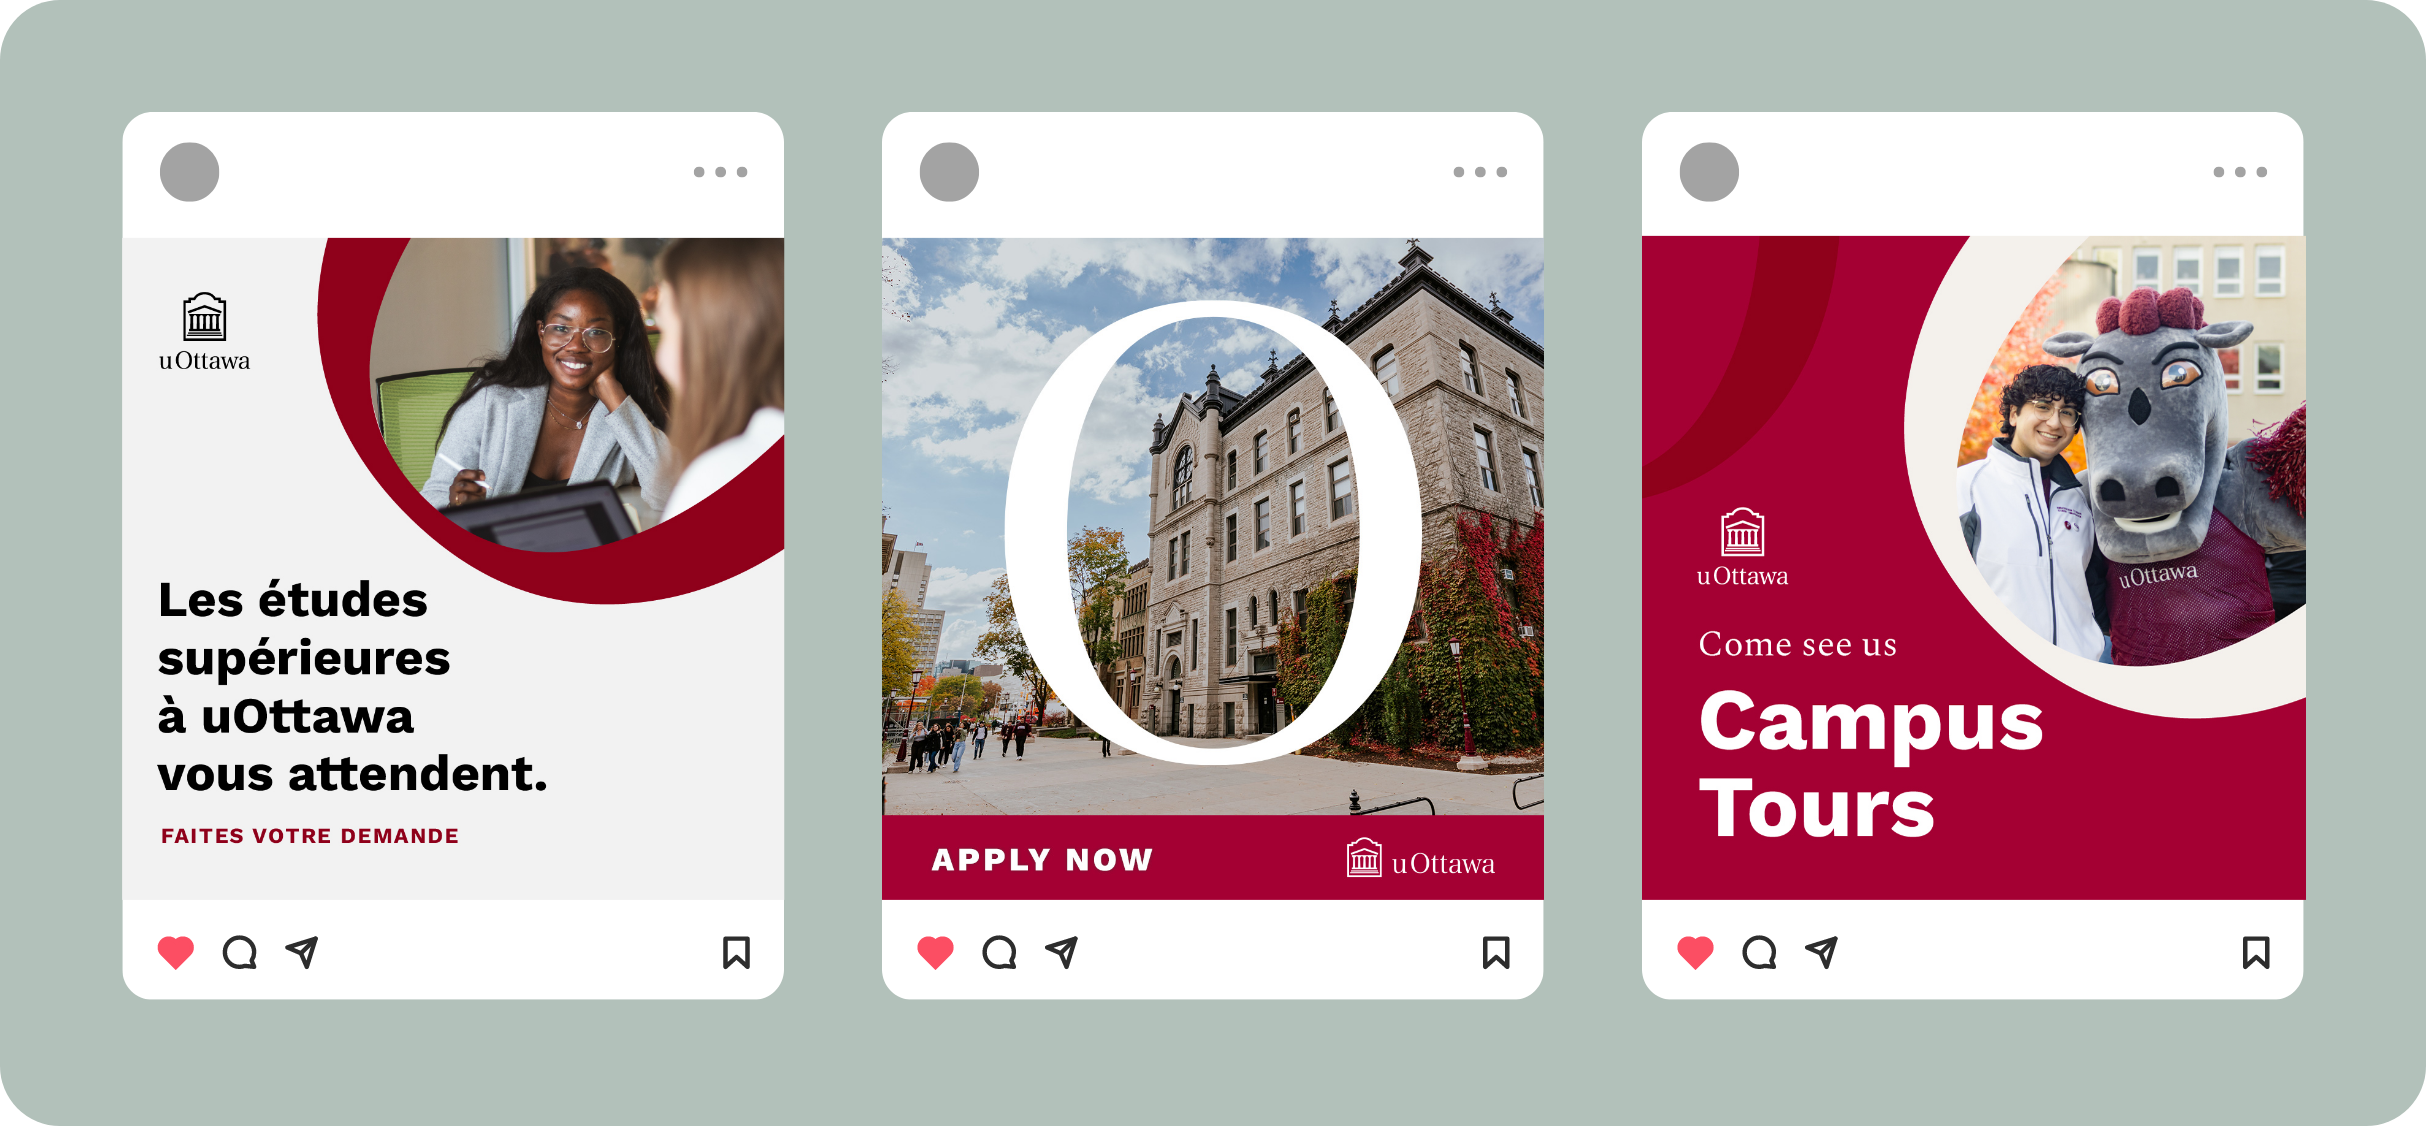 uOttawa
Les études
supérieures
à uOttawa
vous attendent.
FAITES VOTRE DEMANDE
O
APPLY NOW
uOttawa
uOttawa
uOttawa
Come see us
Campus
Tours